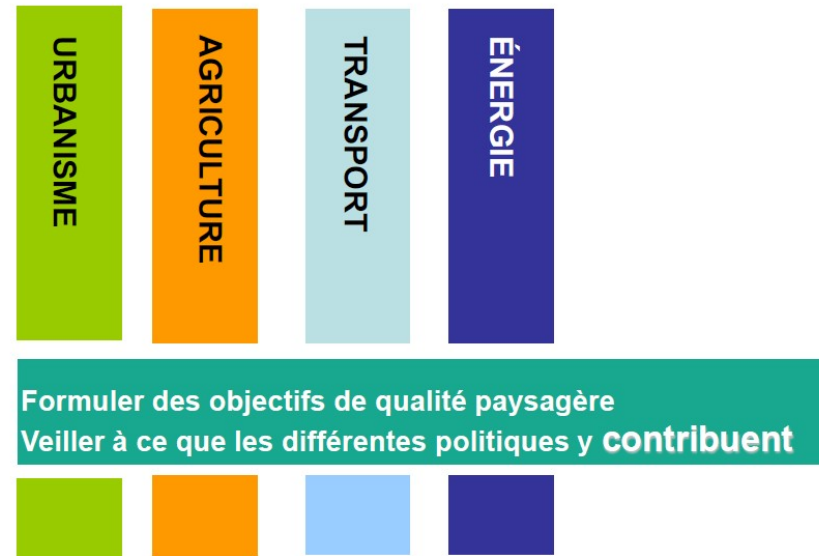 URBANISME
AGRICULTURE
TRANSPORT
ÉNERGIE
Formuler des objectifs de qualité paysagère
Veiller à ce que les différentes politiques y contribuent